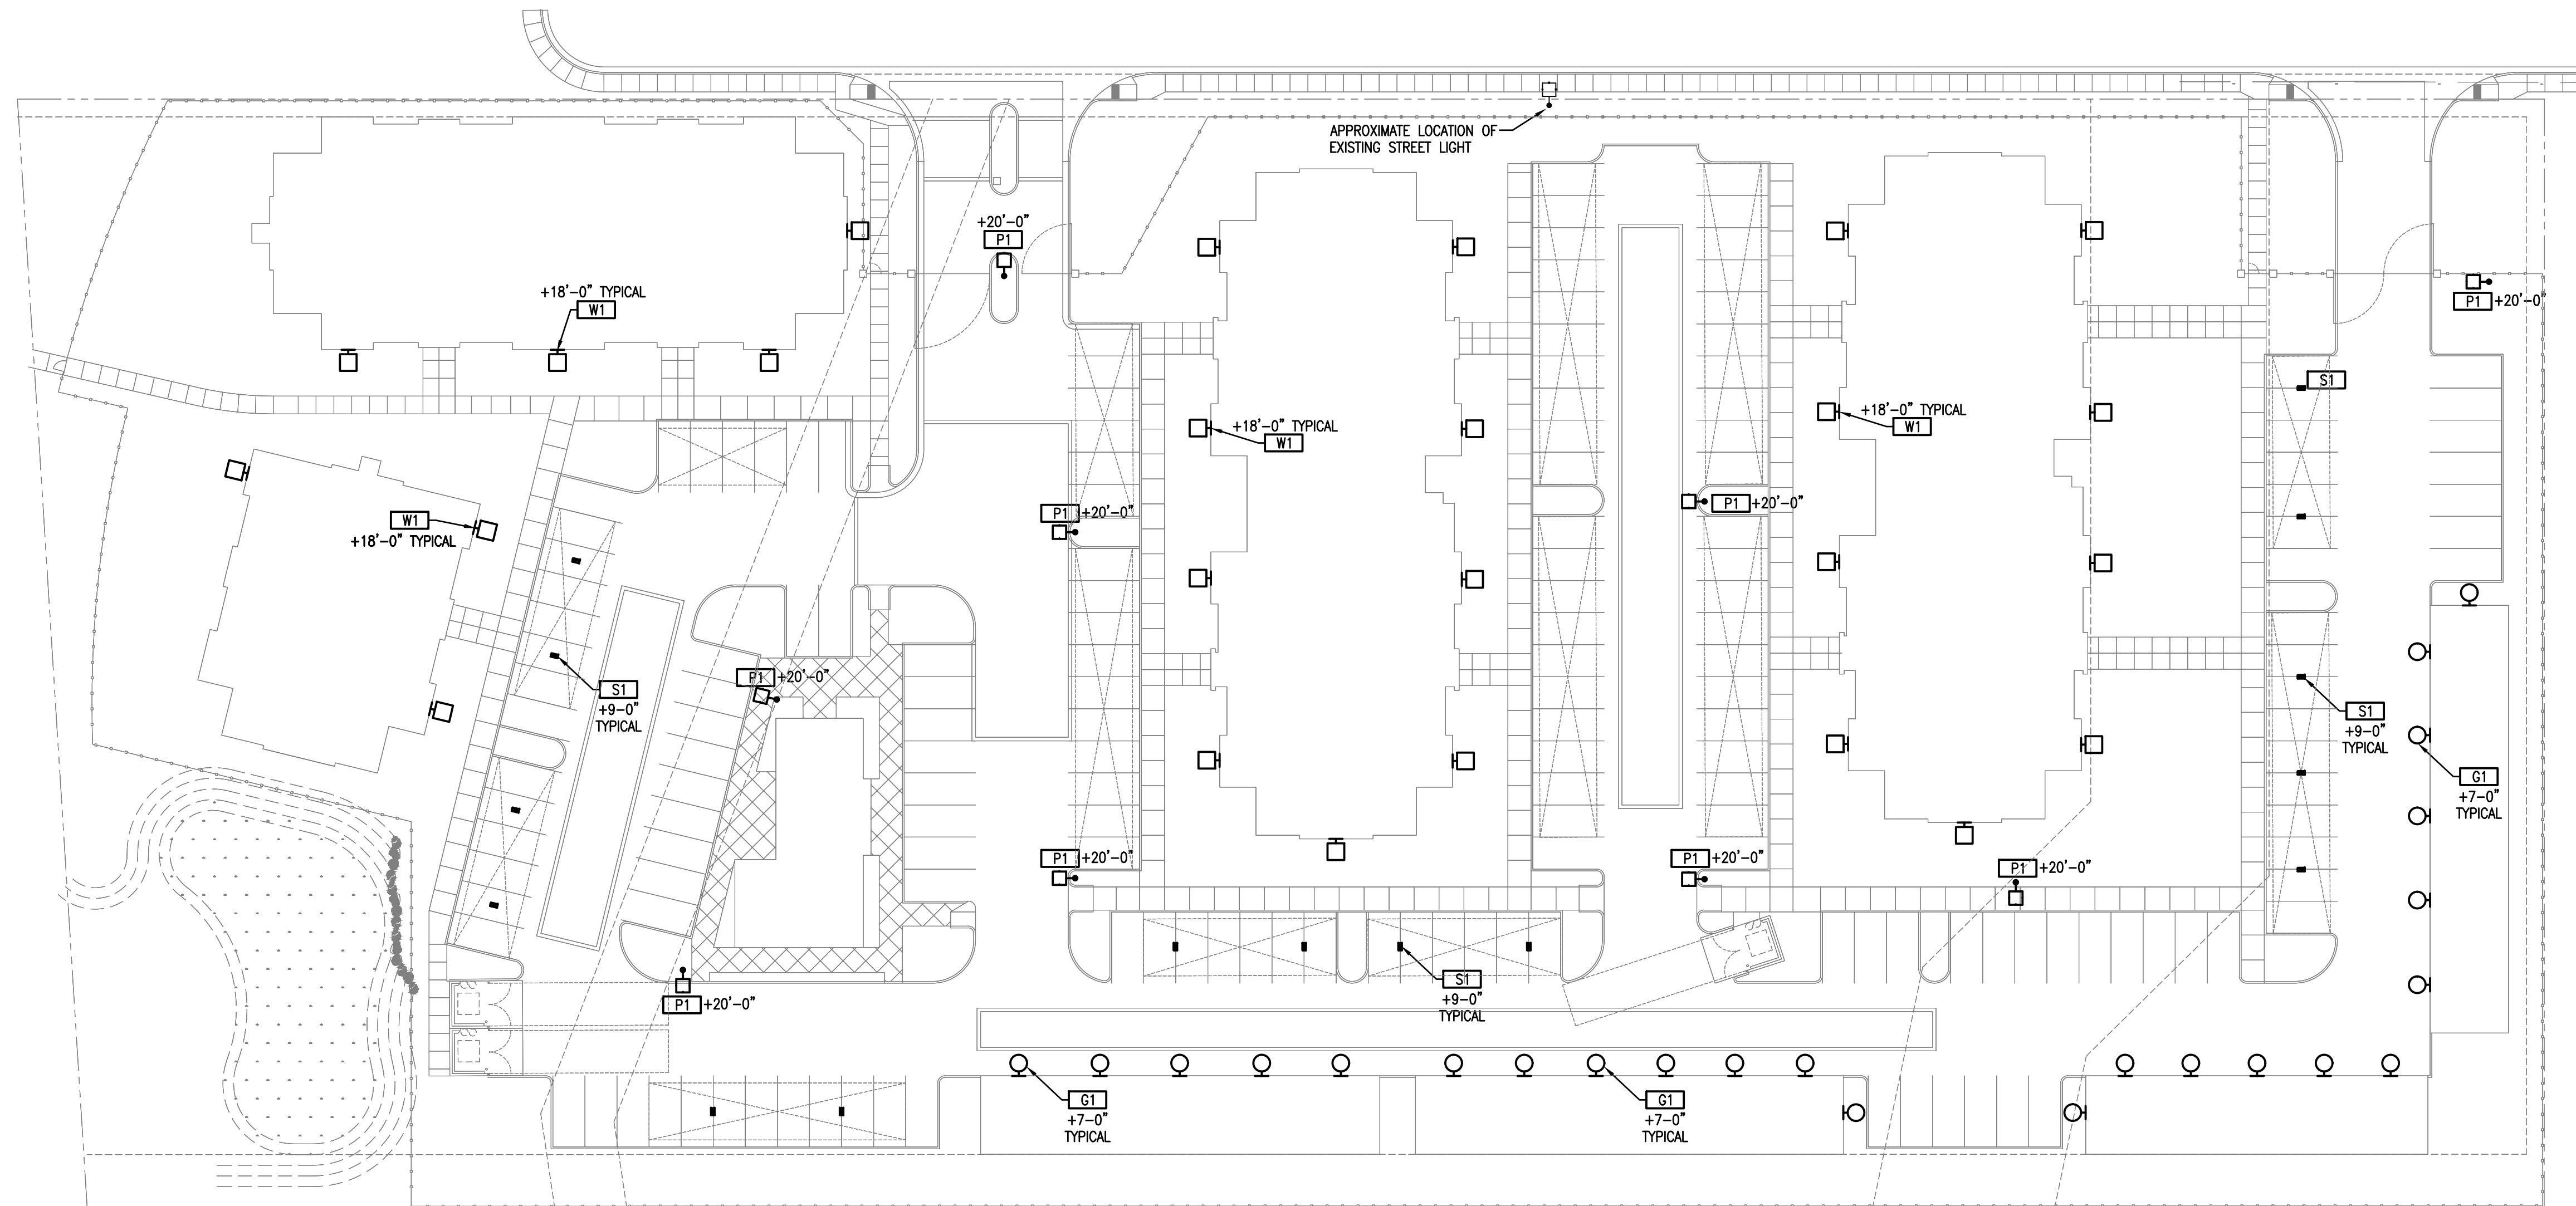 APPROXIMATE LOCATION OF
EXISTING STREET LIGHT
+20'-0"
P1
+18'-0" TYPICAL
W1
P1 +20'-0"
S1
+18'-0" TYPICAL
W1
+18'-0" TYPICAL
W1
P1 +20'-0"
P1 +20'-0"
W1
+18'-0" TYPICAL
P1 +20'-0"
S1
+9-0"
TYPICAL
S1
+9-0"
TYPICAL
G1
+7-0"
TYPICAL
P1 +20'-0"
P1 +20'-0"
P1 +20'-0"
S1
+9-0"
TYPICAL
P1 +20'-0"
G1
+7-0"
TYPICAL
G1
+7-0"
TYPICAL